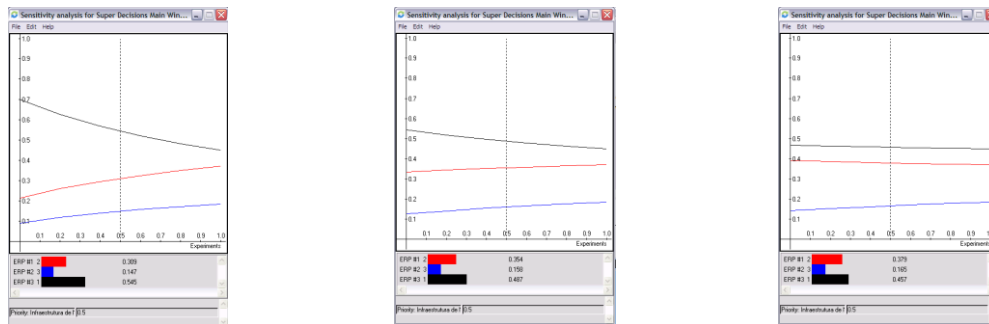 Sensitivity analysis for Super Decisions Main Win...
File Edit Help
1.0
0.9
0.8
0.7
0.6
0.5
0.4
0.3
0.2
0.1
0.1 0.2 0.3 0.4 0.5 0.6 0.7 0.8 0.9 1.0
Experiments
ERP #1 2 0.309
ERP #2 3 0.147
ERP #3 1 0.545
Priority: Infraestrutura de? 0.5
Sensitivity analysis for Super Decisions Main Win...
File Edit Help
1.0
0.9
0.8
0.7
0.6
0.5
0.4
0.3
0.2
0.1
0.1 0.2 0.3 0.4 0.5 0.6 0.7 0.8 0.9 1.0
Experiments
ERP #1 2 0.354
ERP #2 3 0.158
ERP #3 1 0.487
Priority: Infraestrutura de? 0.5
Sensitivity analysis for Super Decisions Main Win...
File Edit Help
1.0
0.9
0.8
0.7
0.6
0.5
0.4
0.3
0.2
0.1
0.1 0.2 0.3 0.4 0.5 0.6 0.7 0.8 0.9 1.0
Experiments
ERP #1 2 0.379
ERP #2 3 0.165
ERP #3 1 0.457
Priority: Infraestrutura de? 0.5